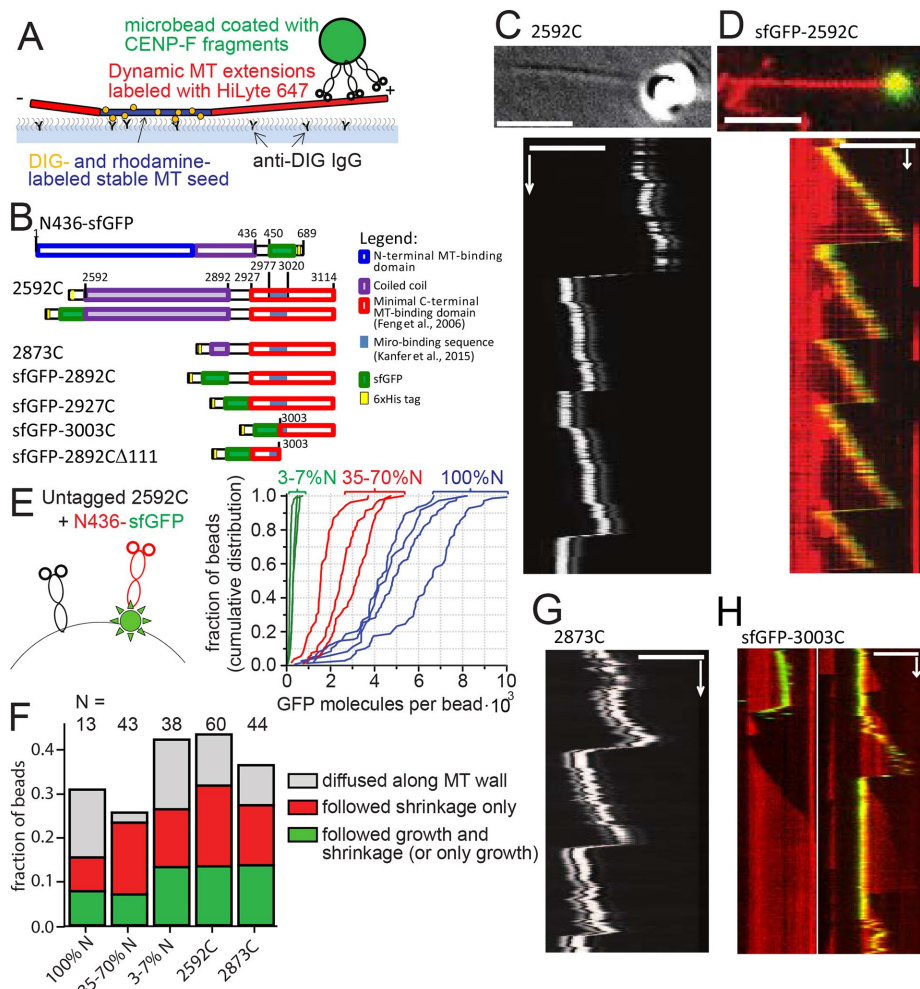 A
microbead coated with
CENP-F fragments
Dynamic MT extensions
labeled with HiLyte 647
-
+
DIG- and rhodamine-
labeled stable MT seed
anti-DIG IgG
B
N436-sfGFP
1
436 450 689
2977 3020
2592 2892 2927 3114
2592C
2873C
sfGFP-2892C
sfGFP-2927C
sfGFP-3003C
3003
sfGFP-2892CΔ111
3003
Legend:
N-terminal MT-binding
domain
Coiled coil
Minimal C-terminal
MT-binding domain
(Feng et al., 2006)
Miro-binding sequence
(Kanfer et al., 2015)
sfGFP
6xHis tag
C
2592C
D
sfGFP-2592C
E
Untagged 2592C
+ N436-sfGFP
3-7%N 35-70%N 100%N
fraction of beads
(cumulative distribution)
1.0
0.8
0.6
0.4
0.2
0.0
0 2 4 6 8 10
GFP molecules per bead·10³
F
N =
13 43 38 60 44
fraction of beads
0.4
0.3
0.2
0.1
0.0
100% N
35-70% N
3-7% N
2592C
2873C
diffused along MT wall
followed shrinkage only
followed growth and
shrinkage (or only growth)
G
2873C
H
sfGFP-3003C